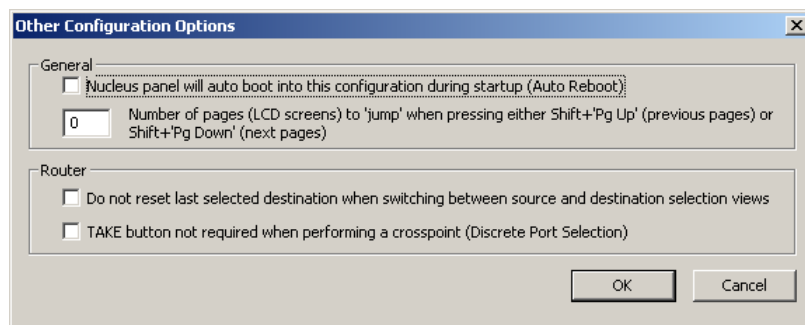 Other Configuration Options
General
Nucleus panel will auto boot into this configuration during startup (Auto Reboot)
0 Number of pages (LCD screens) to 'jump' when pressing either Shift+'Pg Up' (previous pages) or
Shift+'Pg Down' (next pages)
Router
Do not reset last selected destination when switching between source and destination selection views
TAKE button not required when performing a crosspoint (Discrete Port Selection)
OK Cancel